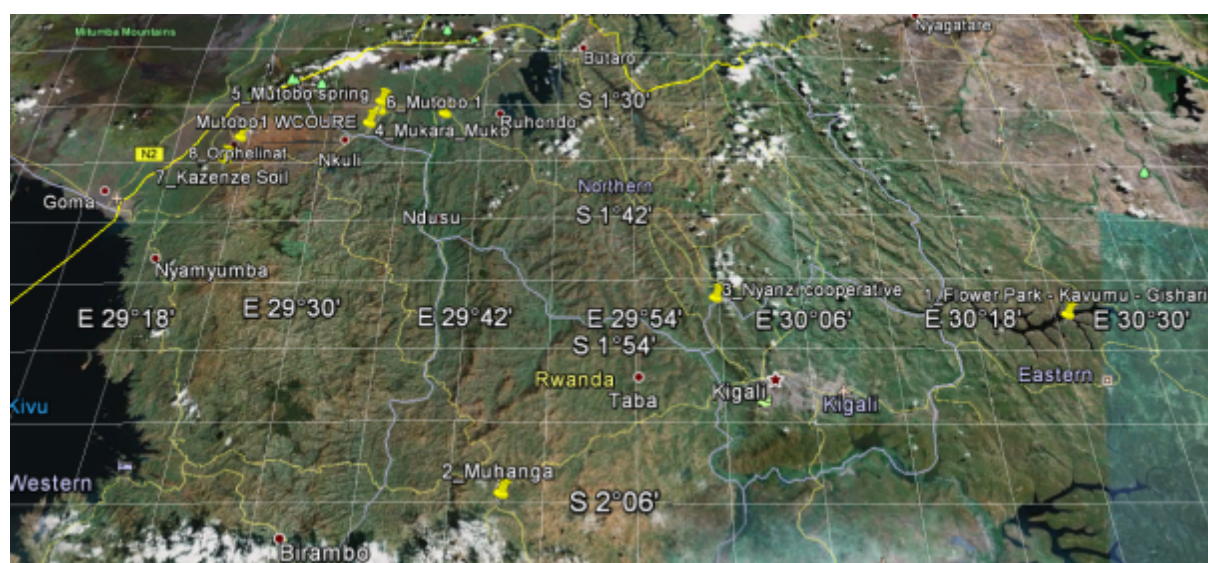 Mitumba Mountains
Nyagatare
Butaro
5_Mutobo spring
6_Mutobo 1
S 1°30'
Mutobo1 WCOURE
4_Mukara_Muko
Ruhondo
N2
8_Orphelinat
Nkuli
7_Kazenze Soil
Northern
Goma
Ndusu
S 1°42'
Nyamyumba
3_Nyanzi cooperative
1_Flower Park - Kavumu - Gishari
E 29°18'
E 29°30'
E 29°42'
E 29°54'
E 30°06'
E 30°18'
E 30°30'
S 1°54'
Rwanda
Eastern
Taba
Kigali
Kigali
Kivu
2_Muhanga
Western
S 2°06'
Birambo